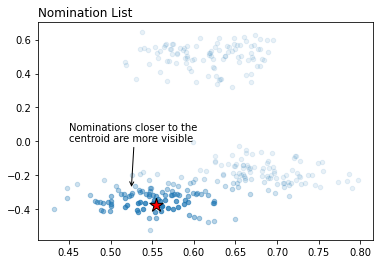 Nomination List
0.6
0.4
0.2
0.0
−0.2
−0.4
Nominations closer to the
centroid are more visible
0.45 0.50 0.55 0.60 0.65 0.70 0.75 0.80